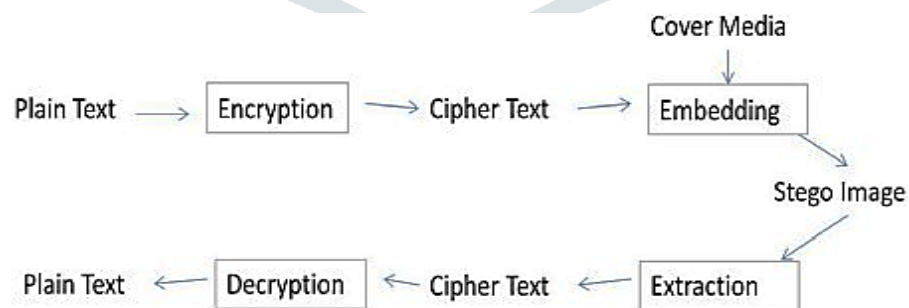 Cover Media
Plain Text
Encryption
Cipher Text
Embedding
Stego Image
Plain Text
Decryption
Cipher Text
Extraction